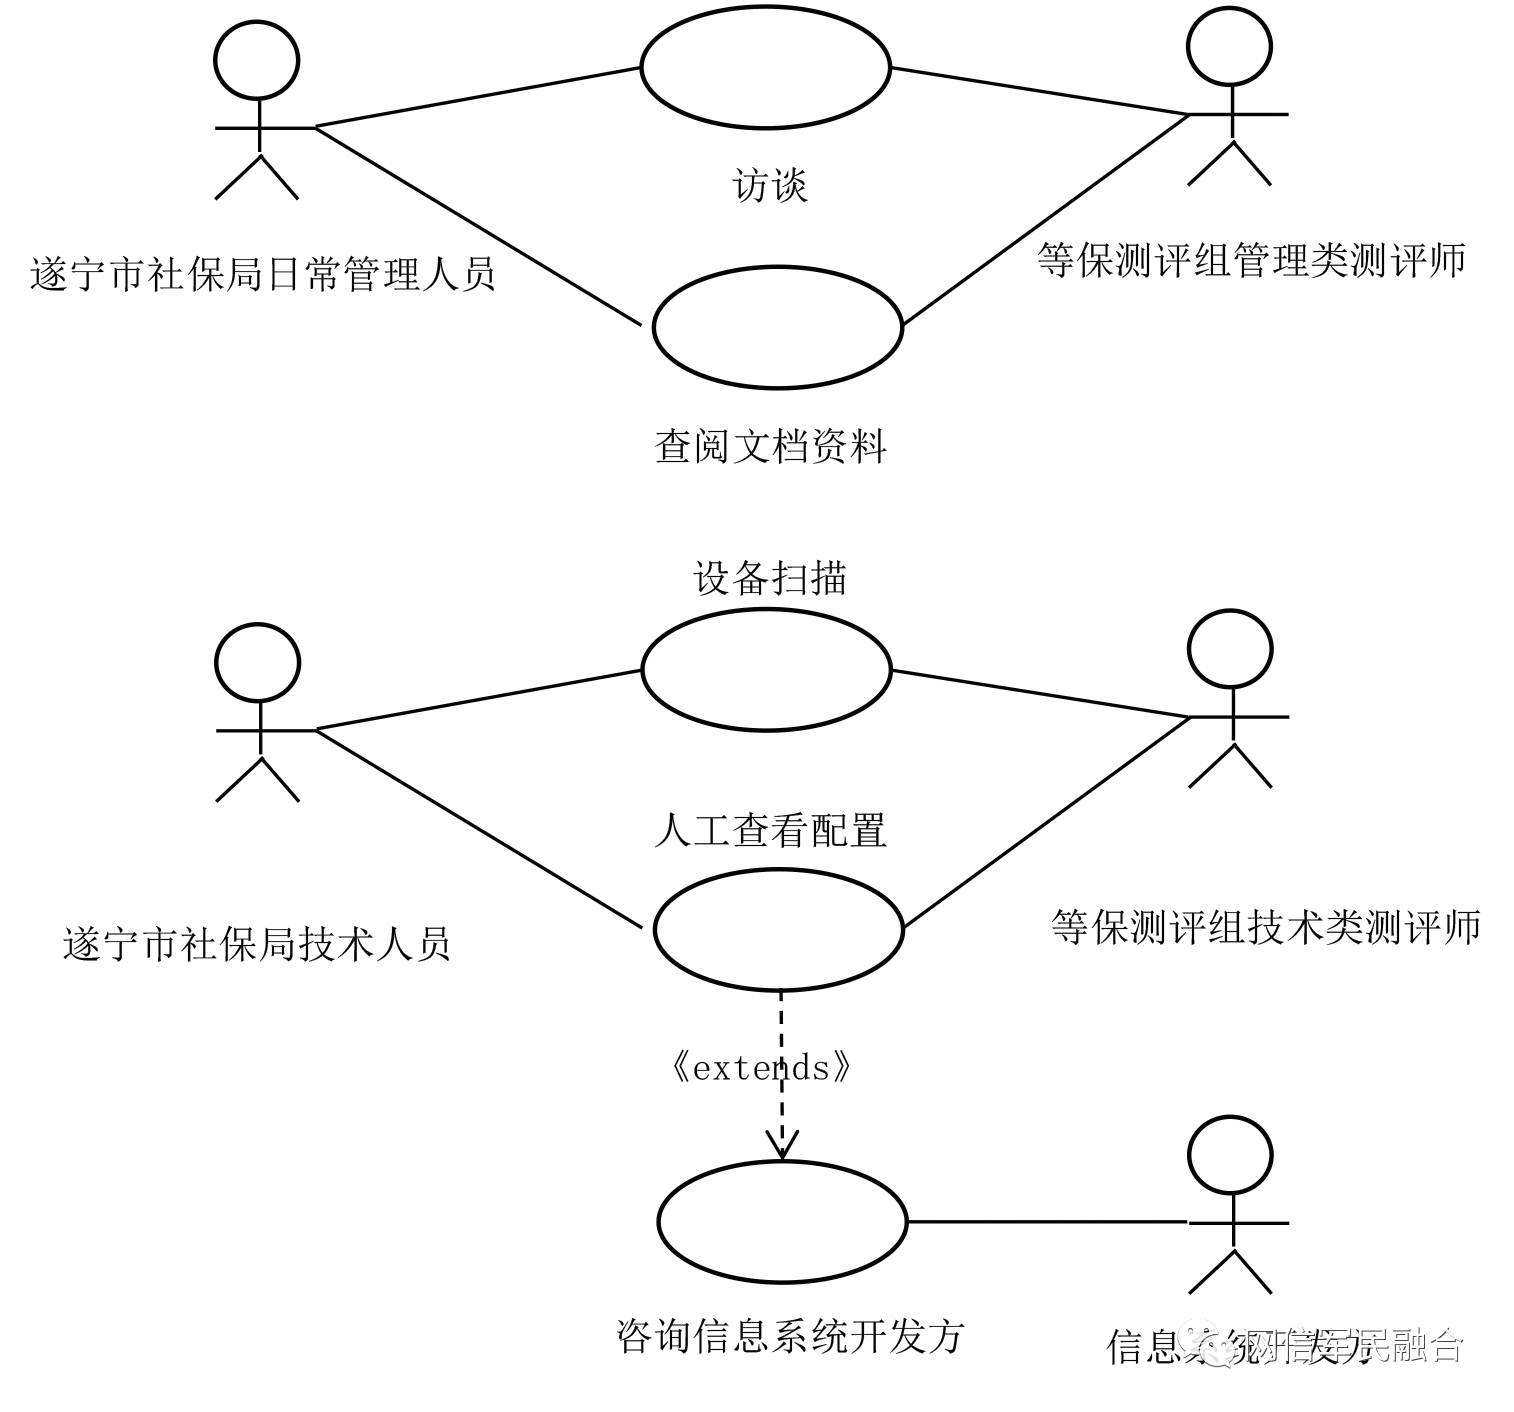 访谈
遂宁市社保局日常管理人员
等保测评组管理类测评师
查阅文档资料
设备扫描
人工查看配置
遂宁市社保局技术人员
等保测评组技术类测评师
《extends》
咨询信息系统开发方
信息系统开发方
网信军民融合